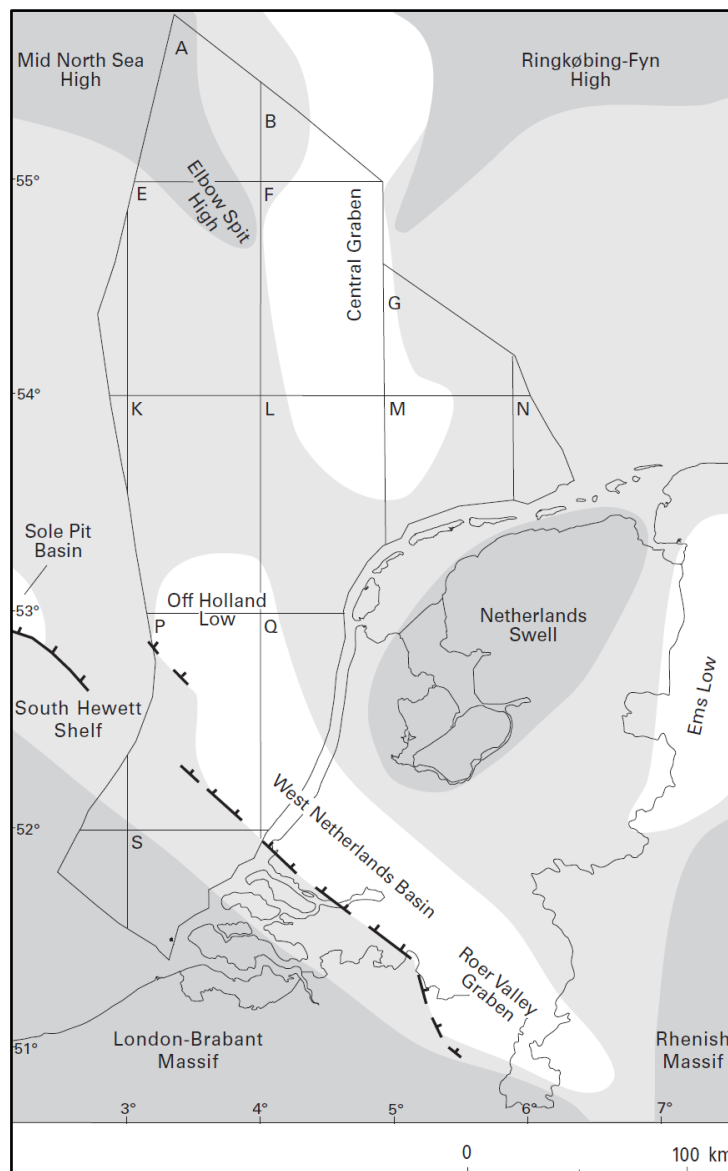 Mid North Sea
High
A
Ringkøbing-Fyn
High
B
55°
E
Elbow Spit
High
F
Central Graben
G
54°
K
L
M
N
Sole Pit
Basin
53°
Off Holland
Low
P
Q
Netherlands
Swell
Ems Low
South Hewett
Shelf
52°
S
West Netherlands Basin
Roer Valley
Graben
51°
London-Brabant
Massif
Rhenish
Massif
3°
4°
5°
6°
7°
0
100 km